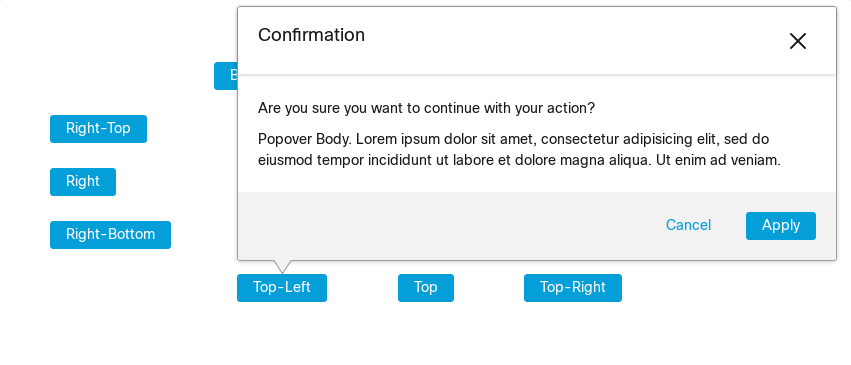 Confirmation
Are you sure you want to continue with your action?
Popover Body. Lorem ipsum dolor sit amet, consectetur adipisicing elit, sed do
eiusmod tempor incididunt ut labore et dolore magna aliqua. Ut enim ad veniam.
Cancel
Apply
Right-Top
Right
Right-Bottom
Top-Left
Top
Top-Right